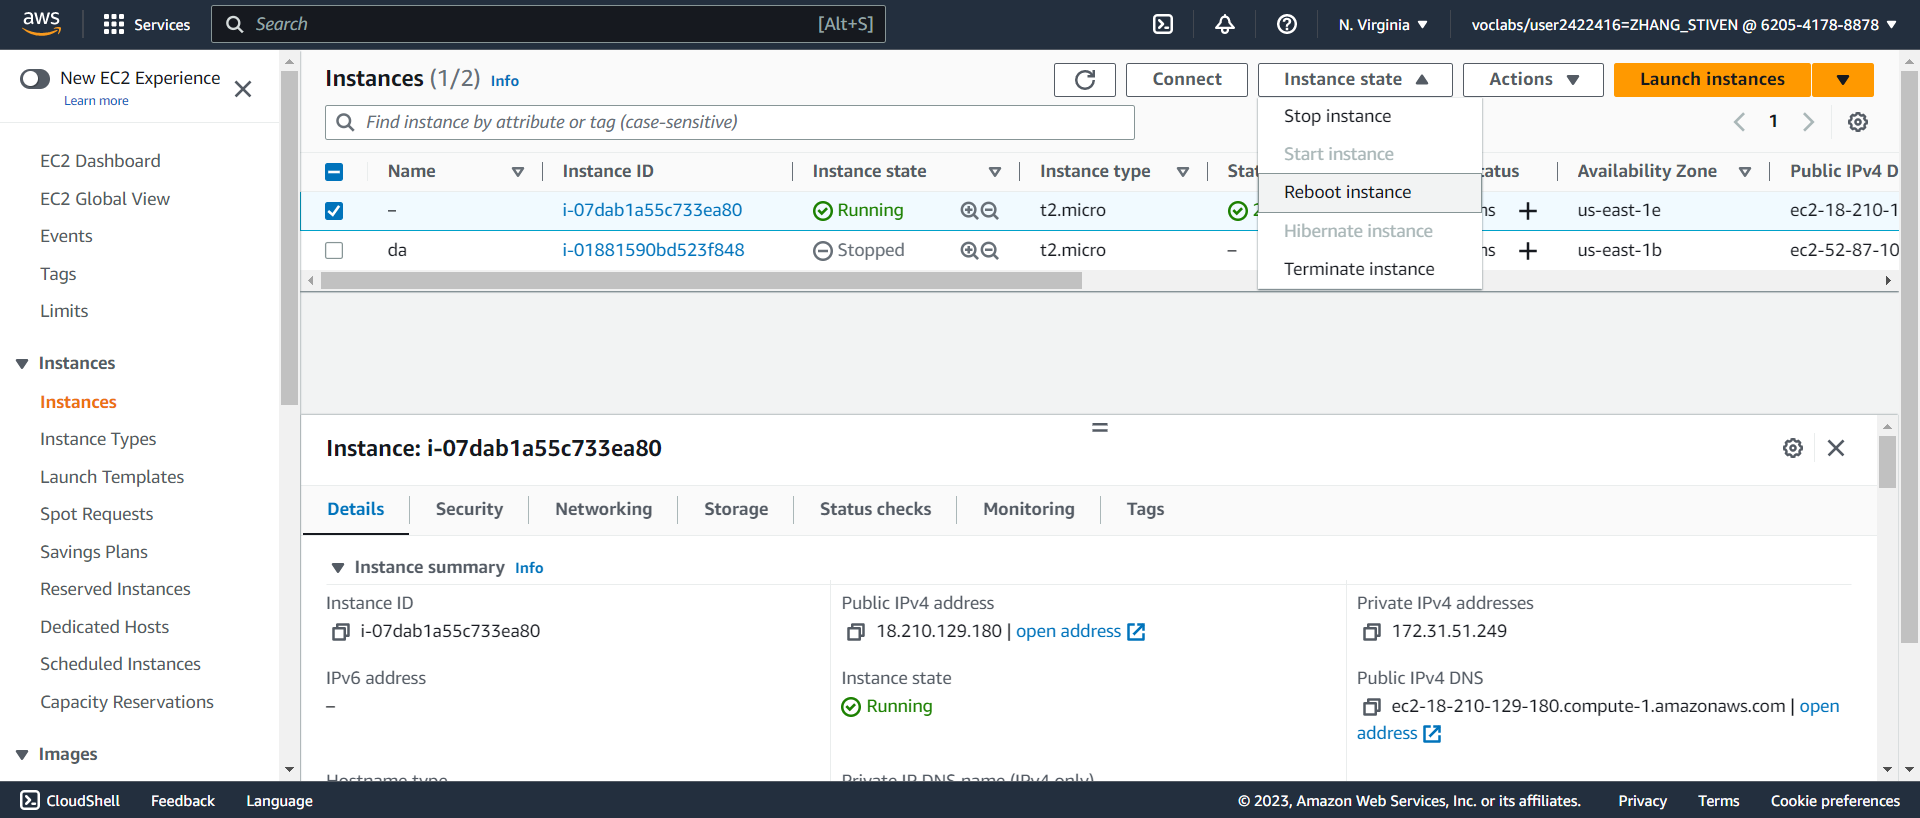 aws
Services
Search
[Alt+S]
N. Virginia
voclabs/user2422416=ZHANG_STIVEN @ 6205-4178-8878
New EC2 Experience
Learn more
EC2 Dashboard
EC2 Global View
Events
Tags
Limits
Instances
Instances
Instance Types
Launch Templates
Spot Requests
Savings Plans
Reserved Instances
Dedicated Hosts
Scheduled Instances
Capacity Reservations
Images
Instances (1/2) Info
Connect
Instance state
Actions
Launch instances
Find instance by attribute or tag (case-sensitive)
1
Stop instance
Start instance
Reboot instance
Hibernate instance
Terminate instance
Name Instance ID Instance state Instance type Availability Zone Public IPv4 D
– i-07dab1a55c733ea80 Running t2.micro us-east-1e ec2-18-210-1
da i-01881590bd523f848 Stopped t2.micro – us-east-1b ec2-52-87-10
Instance: i-07dab1a55c733ea80
Details Security Networking Storage Status checks Monitoring Tags
Instance summary Info
Instance ID
i-07dab1a55c733ea80
Public IPv4 address
18.210.129.180 | open address
Private IPv4 addresses
172.31.51.249
IPv6 address
–
Instance state
Running
Public IPv4 DNS
ec2-18-210-129-180.compute-1.amazonaws.com | open
address
Hostname type
Private IP DNS name (IPv4 only)
CloudShell Feedback Language
© 2023, Amazon Web Services, Inc. or its affiliates. Privacy Terms Cookie preferences